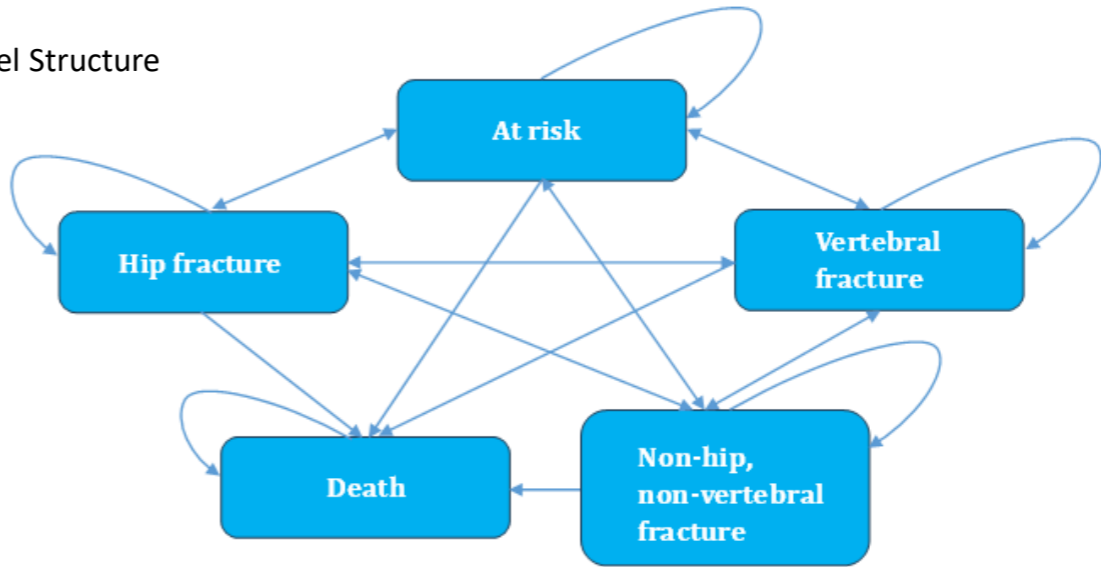 el Structure
At risk
Hip fracture
Vertebral
fracture
Death
Non-hip,
non-vertebral
fracture